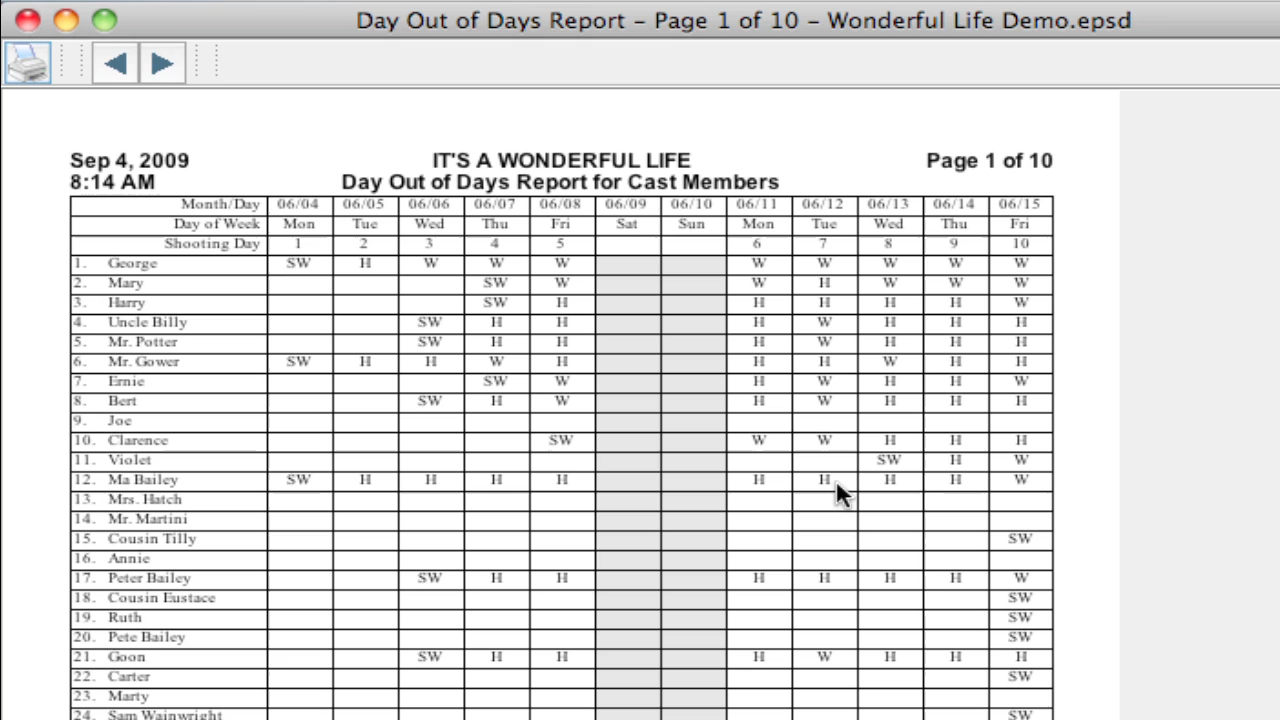 Day Out of Days Report – Page 1 of 10 – Wonderful Life Demo.epsd
Sep 4, 2009 IT'S A WONDERFUL LIFE Page 1 of 10
8:14 AM Day Out of Days Report for Cast Members
Month/Day 06/04 06/05 06/06 06/07 06/08 06/09 06/10 06/11 06/12 06/13 06/14 06/15
Day of Week Mon Tue Wed Thu Fri Sat Sun Mon Tue Wed Thu Fri
Shooting Day 1 2 3 4 5 6 7 8 9 10
1. George SW H W W W W W W W W
2. Mary SW W W H W W W
3. Harry SW H H H H H W
4. Uncle Billy SW H H H W H H H
5. Mr. Potter SW H H H W H H H
6. Mr. Gower SW H H W H H H W H H
7. Ernie SW W H W H H W
8. Bert SW H W H W H H H
9. Joe
10. Clarence SW W W H H H
11. Violet SW H W
12. Ma Bailey SW H H H H H H H H W
13. Mrs. Hatch
14. Mr. Martini
15. Cousin Tilly SW
16. Annie
17. Peter Bailey SW H H H H H H W
18. Cousin Eustace SW
19. Ruth SW
20. Pete Bailey SW
21. Goon SW H H H W H H H
22. Carter SW
23. Marty
24. Sam Wainwright SW